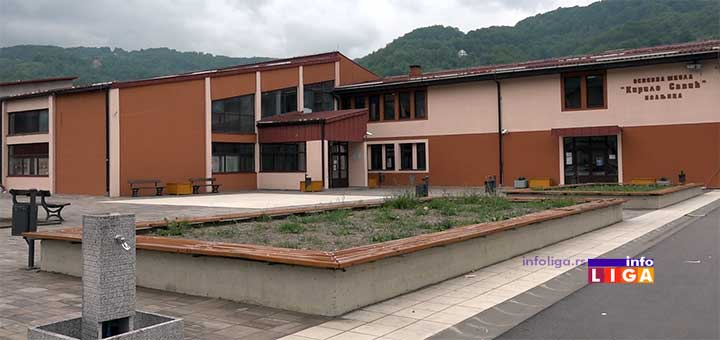 ОСНОВНА ШКОЛА
"Кирило Савић"
ИВАЊИЦА
infoliga.rs
info
LIGA